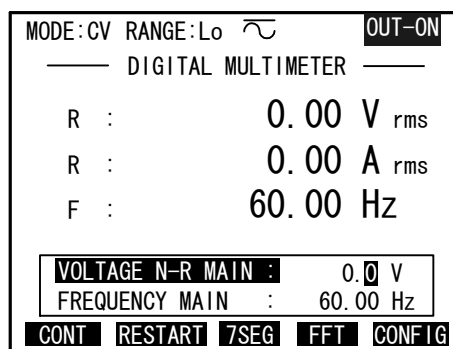 MODE:CV RANGE:Lo OUT-ON
DIGITAL MULTIMETER
R : 0.00 V rms
R : 0.00 A rms
F : 60.00 Hz
VOLTAGE N-R MAIN : 0.0 V
FREQUENCY MAIN : 60.00 Hz
CONT RESTART 7SEG FFT CONFIG